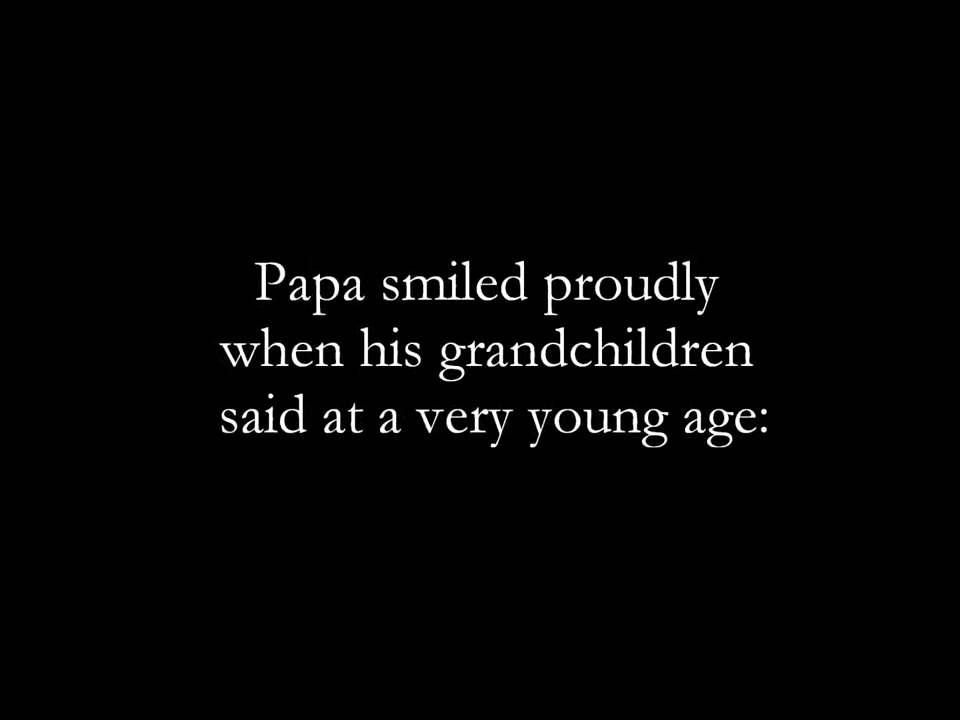 Papa smiled proudly
when his grandchildren
said at a very young age: